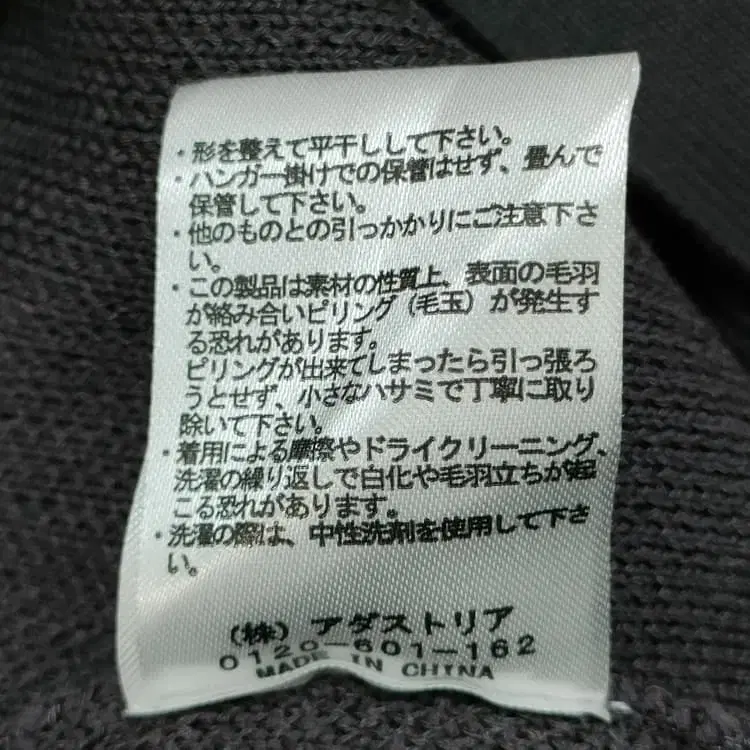 ・形を整えて平干しして下さい。
・ハンガー掛けでの保管はせず、畳んで
保管して下さい。
・他のものとの引っかかりにご注意下さ
い。
・この製品は素材の性質上、表面の毛羽
が絡み合いピリング(毛玉)が発生す
る恐れがあります。
ピリングが出来てしまったら引っ張ろ
うとせず、小さなハサミで丁寧に取り
除いて下さい。
・着用による摩擦やドライクリーニング、
洗濯の繰り返しで白化や毛羽立ちが起
こる恐れがあります。
・洗濯の際は、中性洗剤を使用して下さ
い。
(株)アダストリア
0120-601-162
MADE IN CHINA